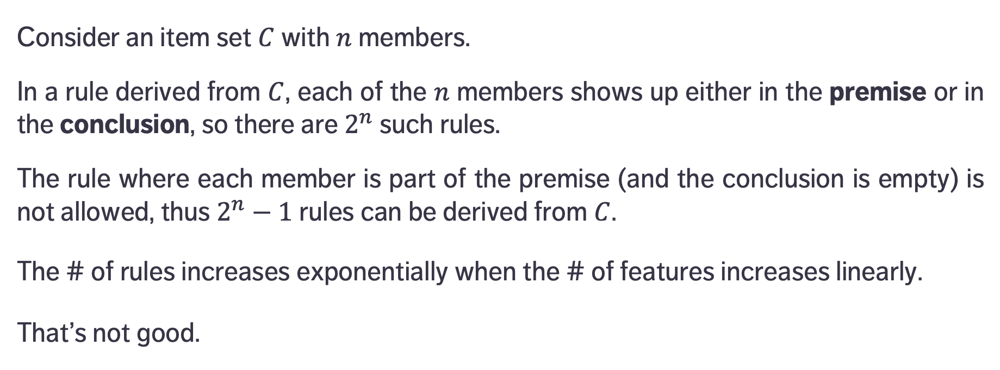 Consider an item set C with n members.
In a rule derived from C, each of the n members shows up either in the premise or in
the conclusion, so there are 2ⁿ such rules.
The rule where each member is part of the premise (and the conclusion is empty) is
not allowed, thus 2ⁿ – 1 rules can be derived from C.
The # of rules increases exponentially when the # of features increases linearly.
That’s not good.